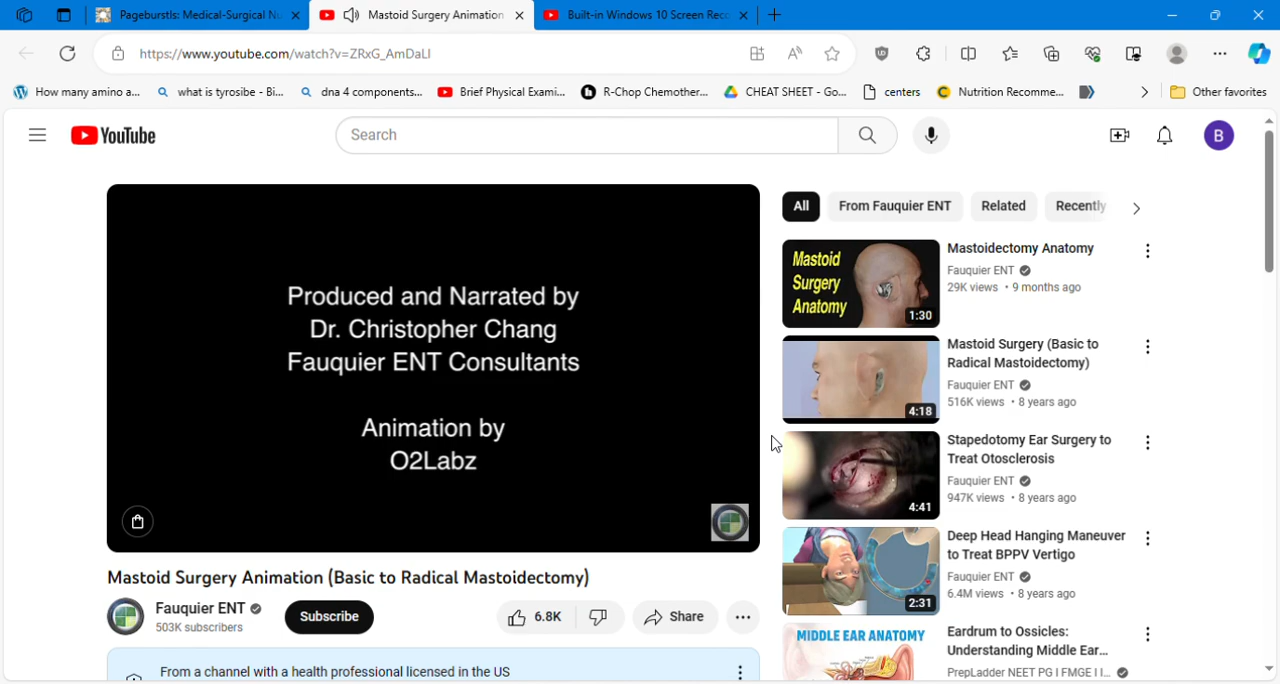 Pageburstls: Medical-Surgical Nu
Mastoid Surgery Animation
Built-in Windows 10 Screen Reco
https://www.youtube.com/watch?v=ZRxG_AmDaLI
How many amino a...
what is tyrosibe - Bi...
dna 4 components...
Brief Physical Exami...
R-Chop Chemother...
CHEAT SHEET - Go...
centers
Nutrition Recomme...
Other favorites
YouTube
Search
B
Produced and Narrated by
Dr. Christopher Chang
Fauquier ENT Consultants
Animation by
O2Labz
Mastoid Surgery Animation (Basic to Radical Mastoidectomy)
Fauquier ENT
503K subscribers
Subscribe
6.8K
Share
From a channel with a health professional licensed in the US
All
From Fauquier ENT
Related
Recently
Mastoid
Surgery
Anatomy
1:30
Mastoidectomy Anatomy
Fauquier ENT
29K views • 9 months ago
4:18
Mastoid Surgery (Basic to
Radical Mastoidectomy)
Fauquier ENT
516K views • 8 years ago
4:41
Stapedotomy Ear Surgery to
Treat Otosclerosis
Fauquier ENT
947K views • 8 years ago
2:31
Deep Head Hanging Maneuver
to Treat BPPV Vertigo
Fauquier ENT
6.4M views • 8 years ago
MIDDLE EAR ANATOMY
Eardrum to Ossicles:
Understanding Middle Ear...
PrepLadder NEET PG I FMGE I I...